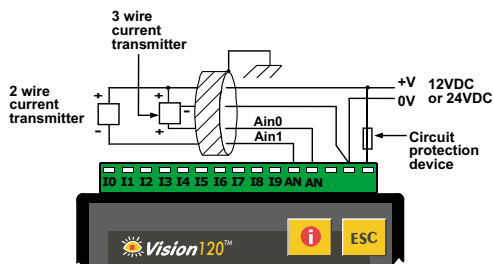 3 wire
current
transmitter
2 wire
current
transmitter
+ + - - +
Ain0
Ain1
+V 12VDC
0V or 24VDC
Circuit
protection
device
I0 I1 I2 I3 I4 I5 I6 I7 I8 I9 AN AN
Vision120™
i
ESC